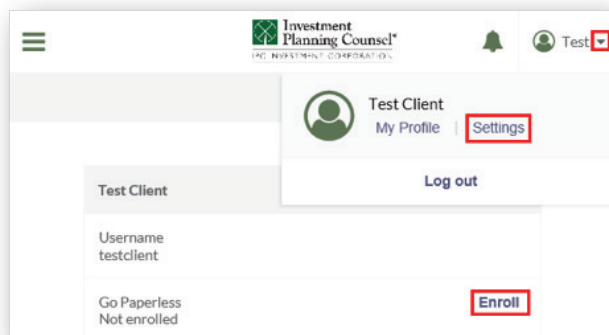 Investment
Planning Counsel®
IPC INVESTMENT CORPORATION
Test
Test Client
My Profile | Settings
Log out
Test Client
Username
testclient
Go Paperless
Enroll
Not enrolled